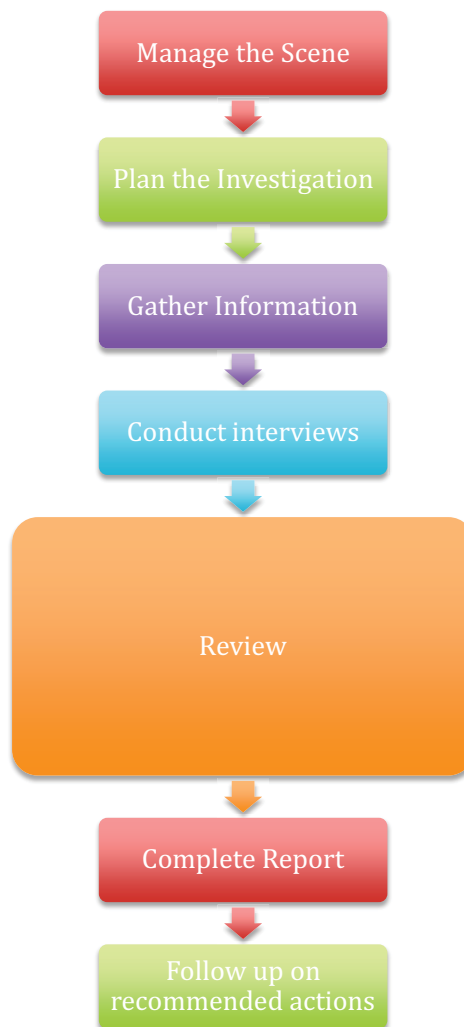 Manage the Scene
Plan the Investigation
Gather Information
Conduct interviews
Review
Complete Report
Follow up on
recommended actions